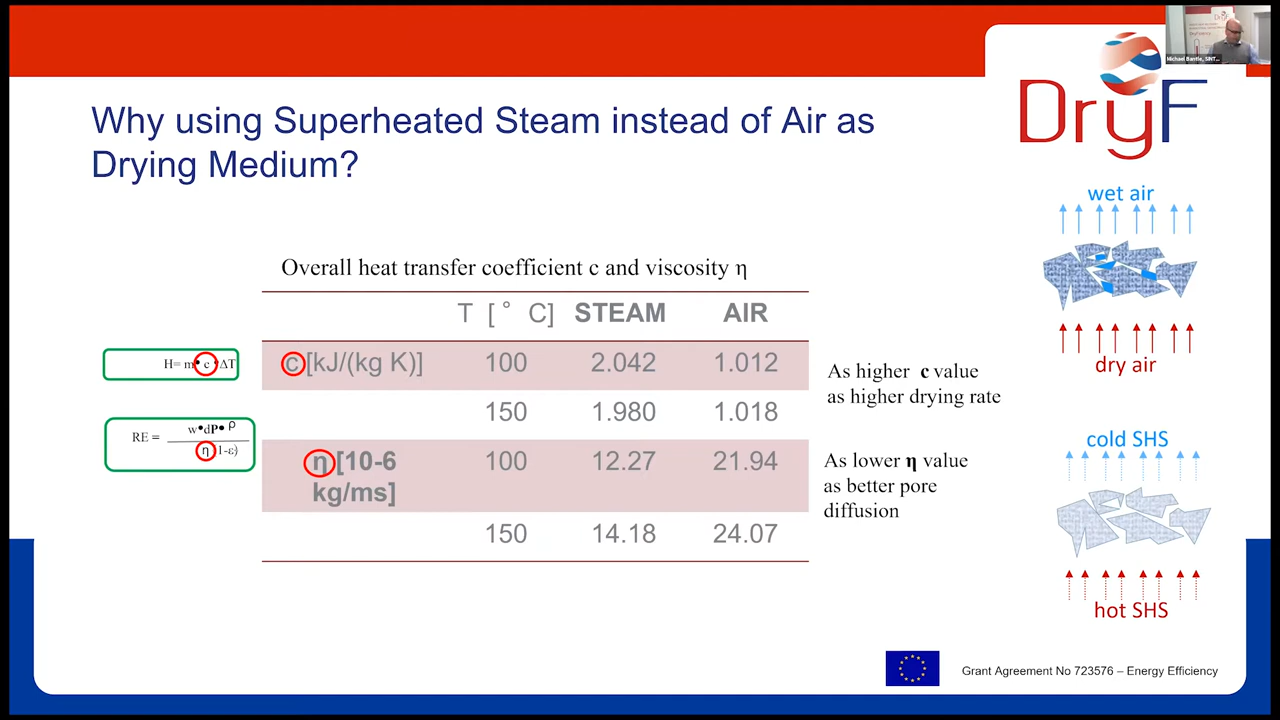 Michael Bantle, SINT...
DryF
Why using Superheated Steam instead of Air as
Drying Medium?
wet air
dry air
Overall heat transfer coefficient c and viscosity η
T [ ° C] STEAM AIR
H= m• c •ΔT
c [kJ/(kg K)] 100 2.042 1.012
As higher c value
as higher drying rate
150 1.980 1.018
RE = w•dP•ρ
η(1-ε)
η [10-6
kg/ms]
100 12.27 21.94
As lower η value
as better pore
diffusion
150 14.18 24.07
cold SHS
hot SHS
Grant Agreement No 723576 – Energy Efficiency